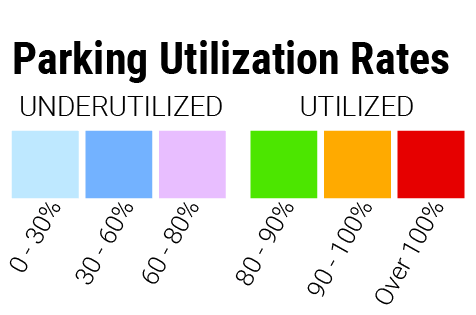 Parking Utilization Rates
UNDERUTILIZED
UTILIZED
0 - 30%
30 - 60%
60 - 80%
80 - 90%
90 - 100%
Over 100%